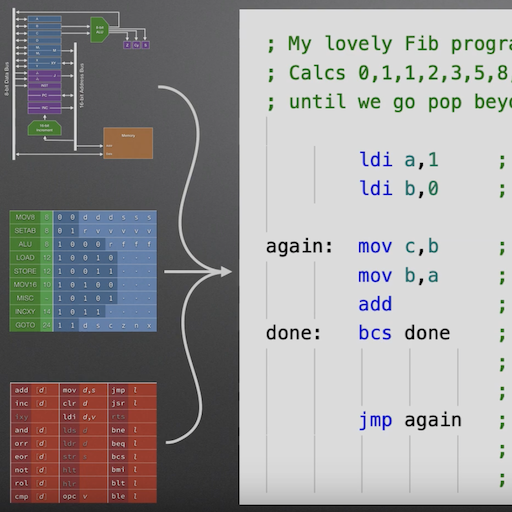 8-bit Data Bus
16-bit Address Bus
8-bit
ALU
Memory
MOV8 8 0 0 d d d s s s
SETAB 8 0 1 r v v v v v
ALU 8 1 0 0 0 r f f f
LOAD 12 1 0 0 1 0 - - -
STORE 12 1 0 0 1 1 - - -
MOV16 10 1 0 1 0 - - - -
MISC 10 1 0 1 0 1 - - -
INCXY 14 1 0 1 1 - - - -
GOTO 24 1 1 d s c z n x
add [d] mov d,s jmp l
inc [d] clr d jsr l
ixy ldi d,v rts
and [d] lds d bne l
orr [d] ldr d beq l
eor [d] str s bcs l
not [d] hlt bmi l
rol [d] hlr blt l
cmp [d] opc v ble l
; My lovely Fib progra
; Calcs 0,1,1,2,3,5,8,
; until we go pop beyo
ldi a,1 ;
ldi b,0 ;
again: mov c,b ;
mov b,a ;
add ;
done: bcs done ;
;
;
jmp again ;
;
;